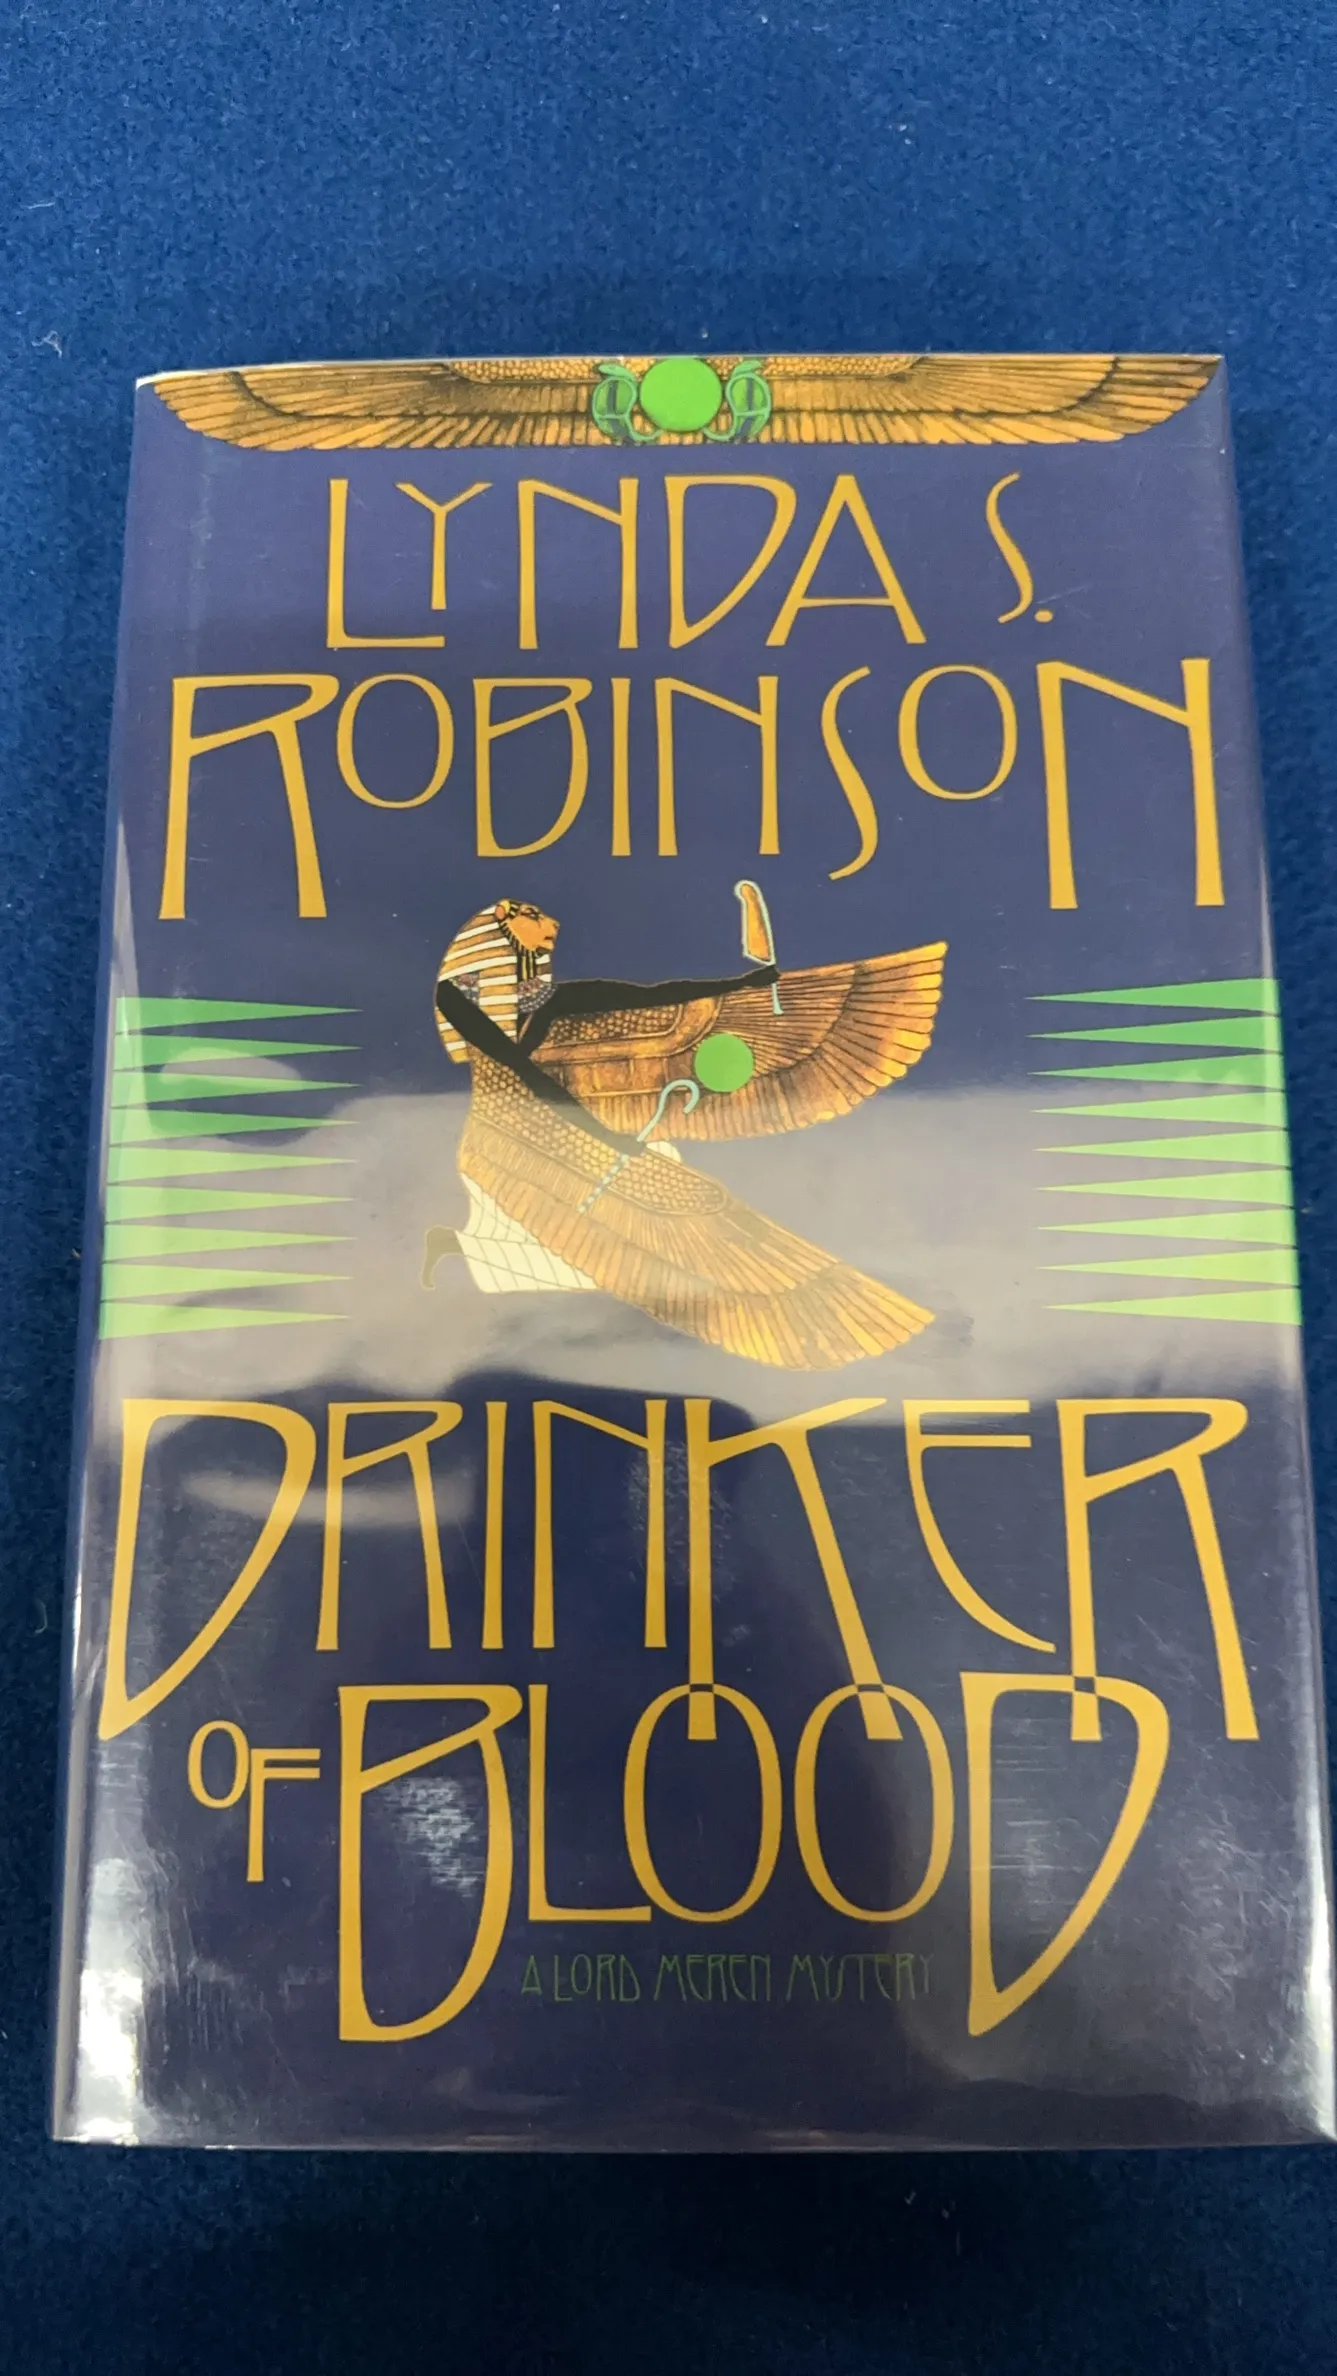 LYNDA S.
ROBINSON
DRINKER
OF BLOOD
A LORD MEREN MYSTERY